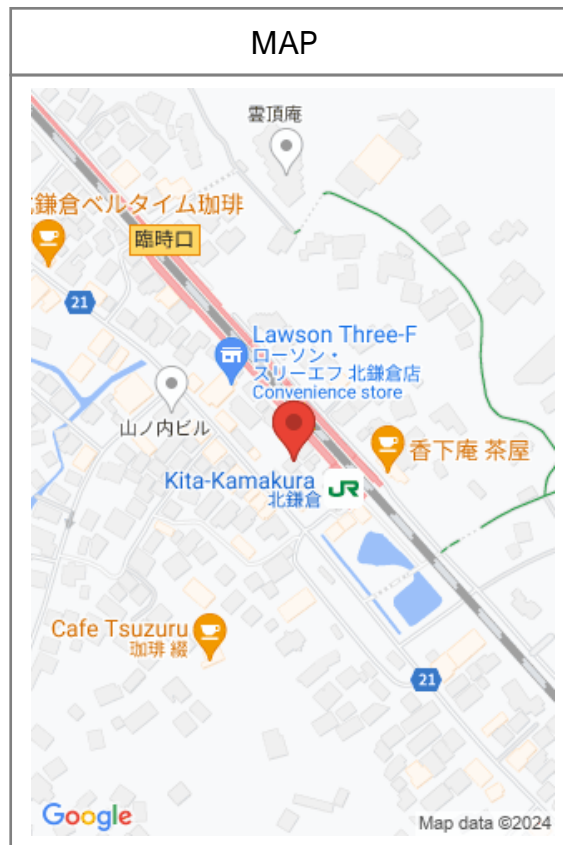 MAP
雲頂庵
北鎌倉ベルタイム珈琲
臨時口
21
Lawson Three-F
ローソン・
スリーエフ 北鎌倉店
Convenience store
山ノ内ビル
香下庵 茶屋
Kita-Kamakura
北鎌倉
JR
Cafe Tsuzuru
珈琲 綴
21
Google
Map data ©2024